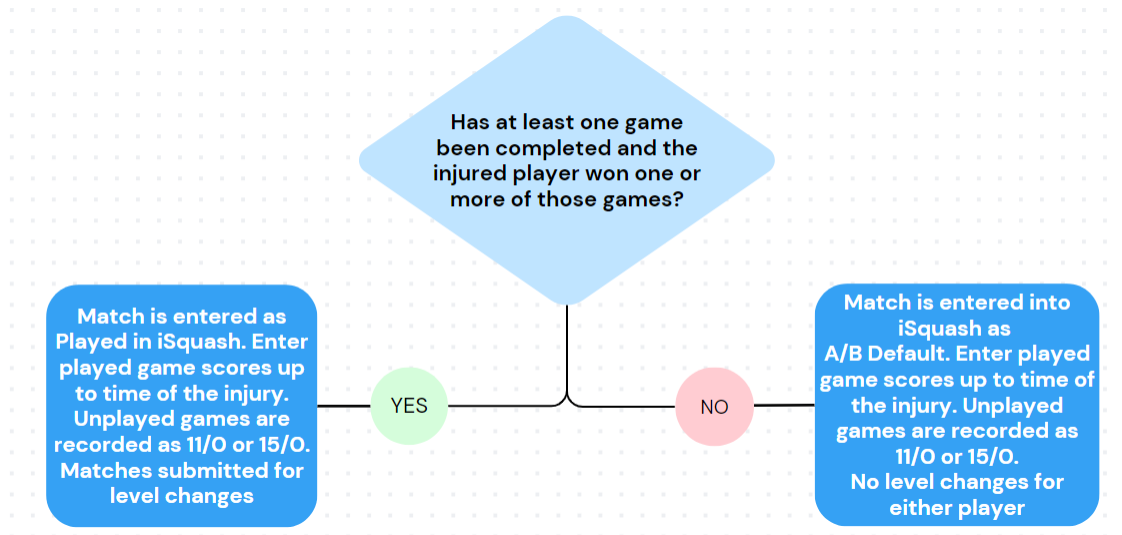 Has at least one game
been completed and the
injured player won one or
more of those games?
Match is entered as
Played in iSquash. Enter
played game scores up
to time of the injury.
Unplayed games are
recorded as 11/0 or 15/0.
Matches submitted for
level changes
YES
NO
Match is entered into
iSquash as
A/B Default. Enter played
game scores up to time of
the injury. Unplayed
games are recorded as
11/0 or 15/0.
No level changes for
either player